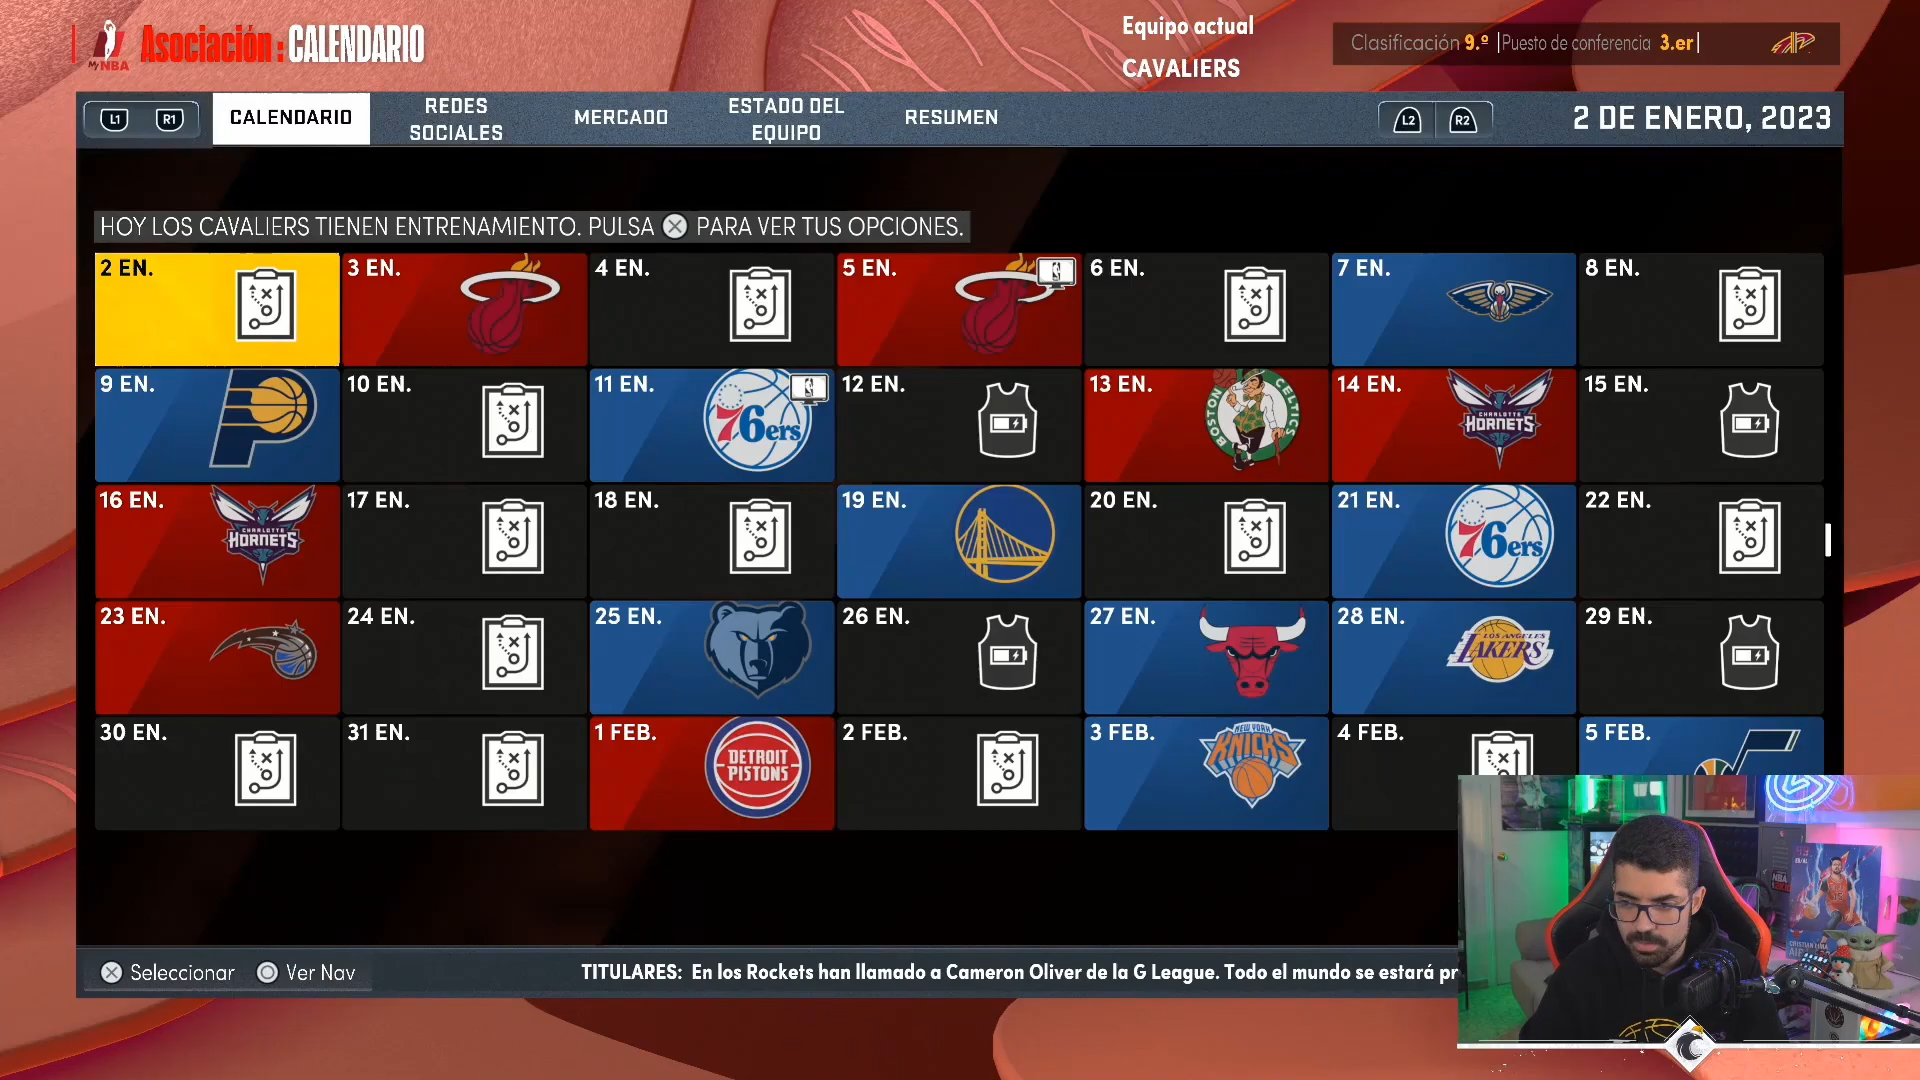 Equipo actual
CAVALIERS
MyNBA
Asociación: CALENDARIO
Clasificación 9.º | Puesto de conferencia 3.er |
L1 R1
CALENDARIO
REDES
SOCIALES
MERCADO
ESTADO DEL
EQUIPO
RESUMEN
L2 R2
2 DE ENERO, 2023
HOY LOS CAVALIERS TIENEN ENTRENAMIENTO. PULSA PARA VER TUS OPCIONES.
2 EN. 3 EN. 4 EN. 5 EN. 6 EN. 7 EN. 8 EN.
9 EN. 10 EN. 11 EN. 12 EN. 13 EN. 14 EN. 15 EN.
76ers
BOSTON CELTICS
CHARLOTTE
HORNETS
16 EN. 17 EN. 18 EN. 19 EN. 20 EN. 21 EN. 22 EN.
CHARLOTTE
HORNETS
76ers
23 EN. 24 EN. 25 EN. 26 EN. 27 EN. 28 EN. 29 EN.
LOS ANGELES
LAKERS
30 EN. 31 EN. 1 FEB. 2 FEB. 3 FEB. 4 FEB. 5 FEB.
DETROIT
PISTONS
NEW YORK
KNICKS
Seleccionar Ver Nav
TITULARES: En los Rockets han llamado a Cameron Oliver de la G League. Todo el mundo se estará pr